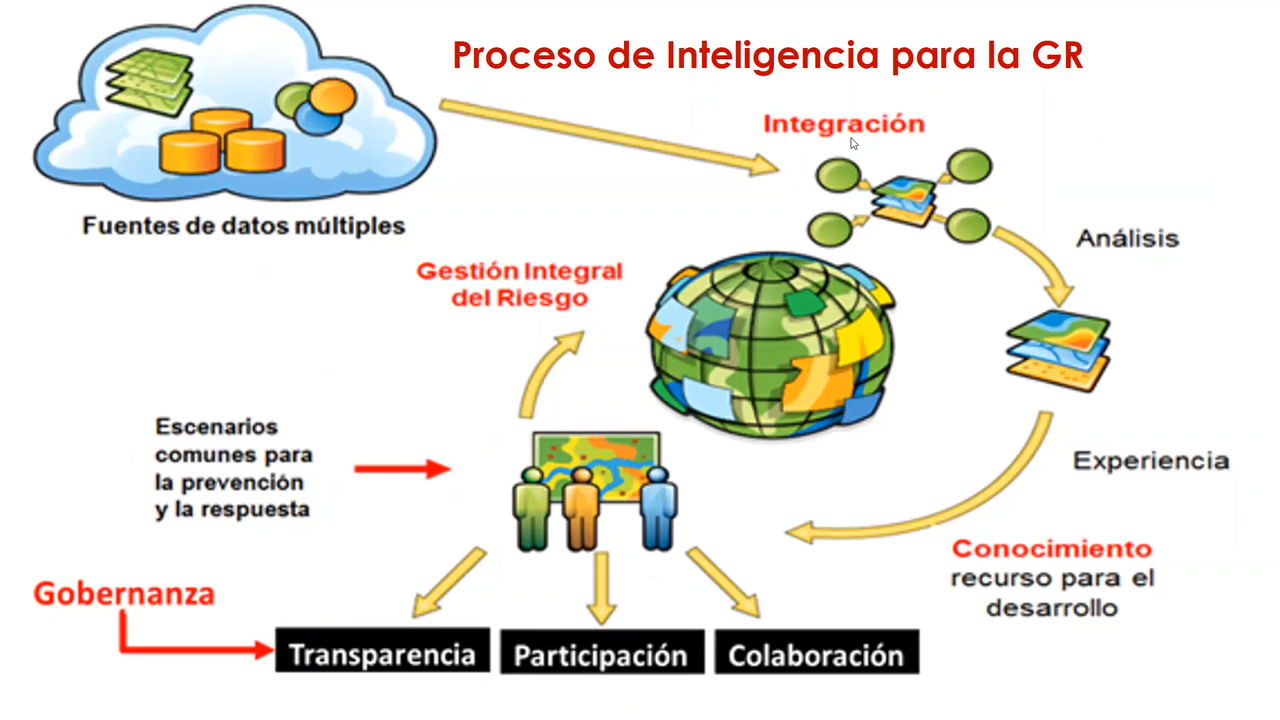 Proceso de Inteligencia para la GR
Integración
Fuentes de datos múltiples
Análisis
Gestión Integral
del Riesgo
Escenarios
comunes para
la prevención
y la respuesta
Experiencia
Conocimiento
recurso para el
desarrollo
Gobernanza
Transparencia
Participación
Colaboración